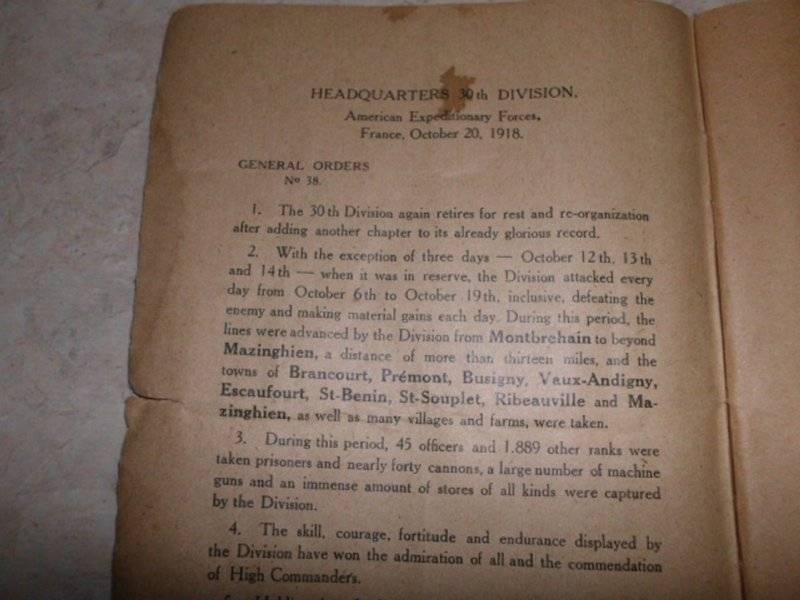 HEADQUARTERS 30th DIVISION.
American Expeditionary Forces,
France, October 20, 1918.
GENERAL ORDERS
No 38.
1. The 30th Division again retires for rest and re-organization
after adding another chapter to its already glorious record.
2. With the exception of three days — October 12th, 13th
and 14th — when it was in reserve, the Division attacked every
day from October 6th to October 19th, inclusive, defeating the
enemy and making material gains each day. During this period, the
lines were advanced by the Division from Montbrehain to beyond
Mazinghien, a distance of more than thirteen miles, and the
towns of Brancourt, Prémont, Busigny, Vaux-Andigny,
Escaufourt, St-Benin, St-Souplet, Ribeauville and Ma-
zinghien, as well as many villages and farms, were taken.
3. During this period, 45 officers and 1.889 other ranks were
taken prisoners and nearly forty cannons, a large number of machine
guns and an immense amount of stores of all kinds were captured
by the Division.
4. The skill, courage, fortitude and endurance displayed by
the Division have won the admiration of all and the commendation
of High Commanders.